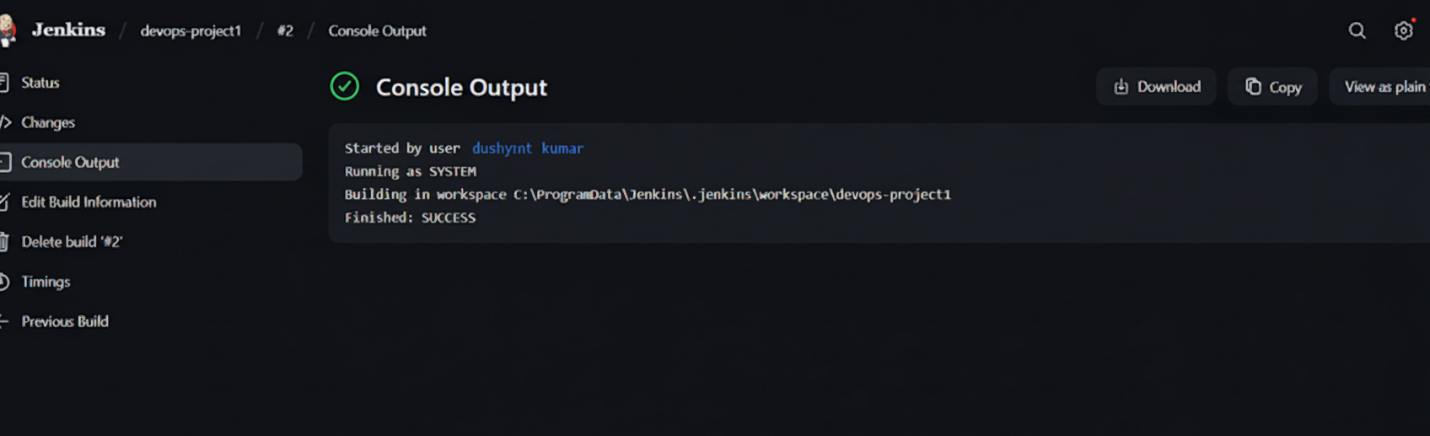 Jenkins / devops-project1 / #2 / Console Output
Status
Changes
Console Output
Edit Build Information
Delete build '#2'
Timings
Previous Build
Console Output
Download
Copy
View as plain
Started by user dushyınt kumar
Running as SYSTEM
Building in workspace C:\ProgramData\Jenkins\.jenkins\workspace\devops-project1
Finished: SUCCESS